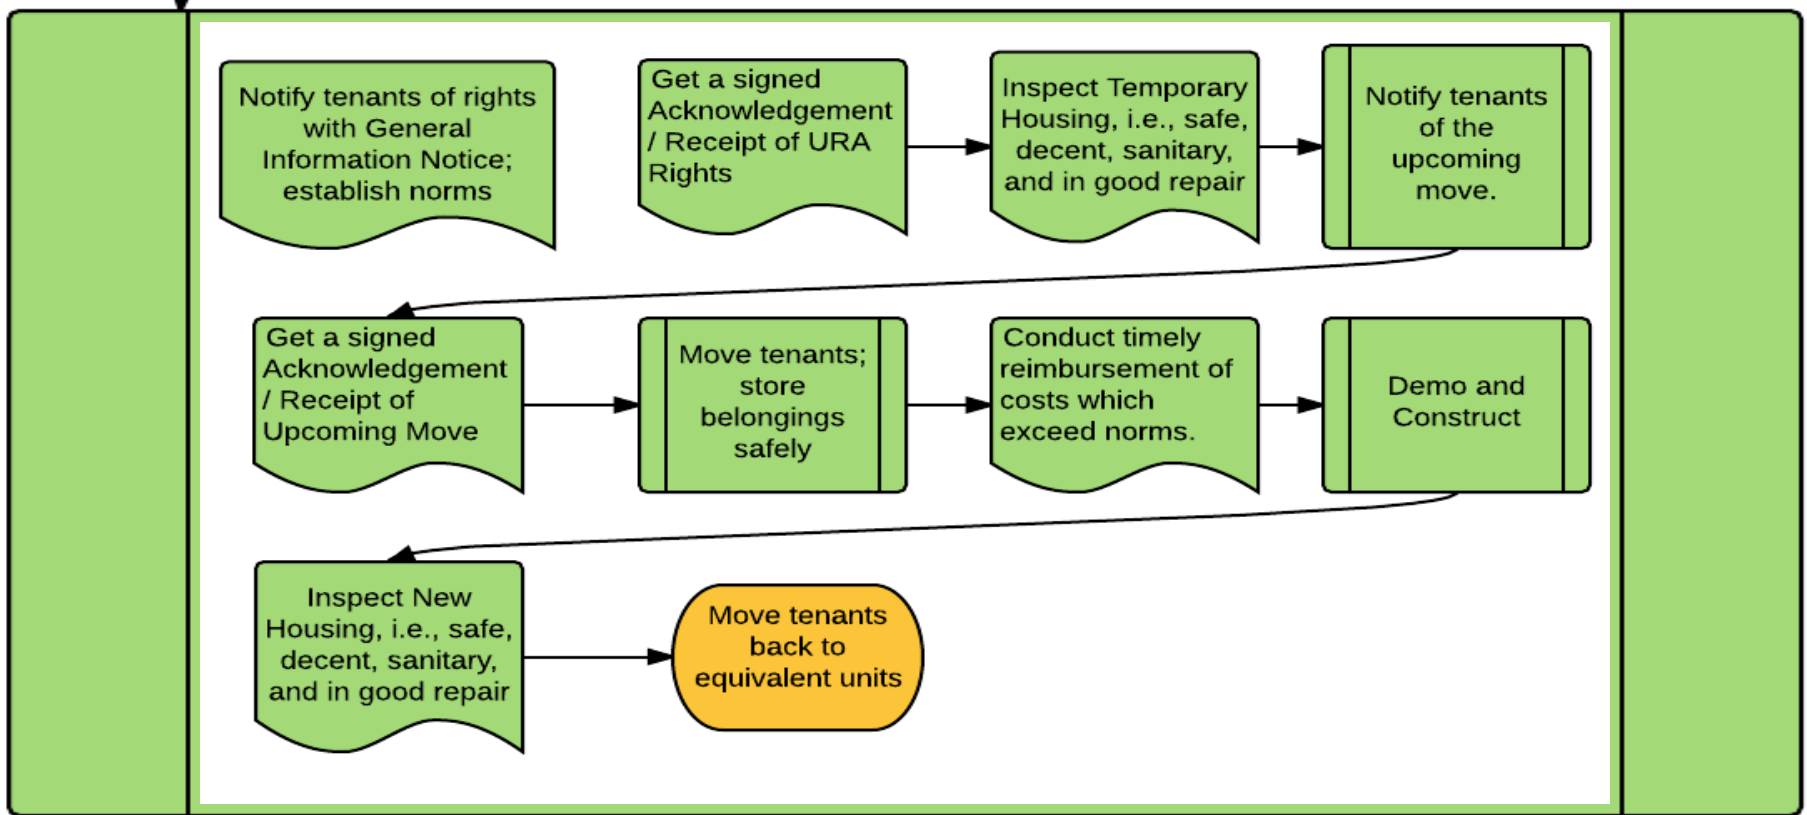 Notify tenants of rights
with General
Information Notice;
establish norms
Get a signed
Acknowledgement
/ Receipt of URA
Rights
Inspect Temporary
Housing, i.e., safe,
decent, sanitary,
and in good repair
Notify tenants
of the
upcoming
move.
Get a signed
Acknowledgement
/ Receipt of
Upcoming Move
Move tenants;
store
belongings
safely
Conduct timely
reimbursement of
costs which
exceed norms.
Demo and
Construct
Inspect New
Housing, i.e., safe,
decent, sanitary,
and in good repair
Move tenants
back to
equivalent units